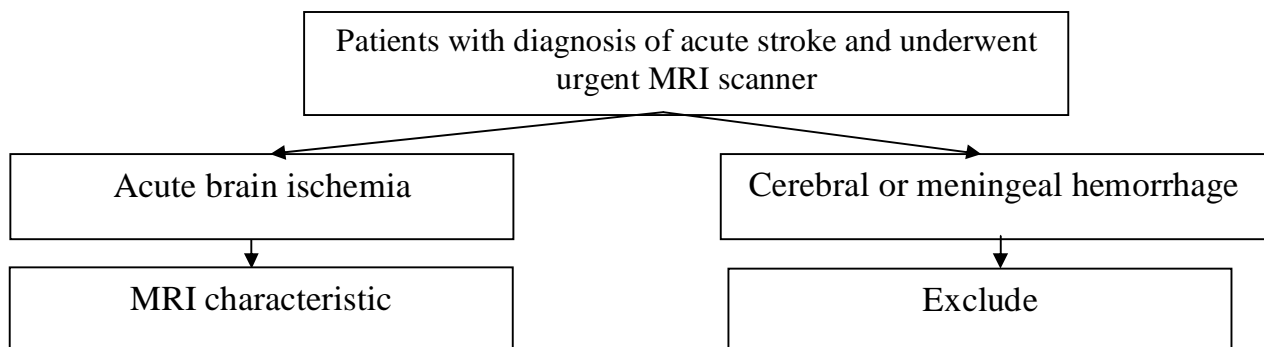 Patients with diagnosis of acute stroke and underwent
urgent MRI scanner
Acute brain ischemia
Cerebral or meningeal hemorrhage
MRI characteristic
Exclude